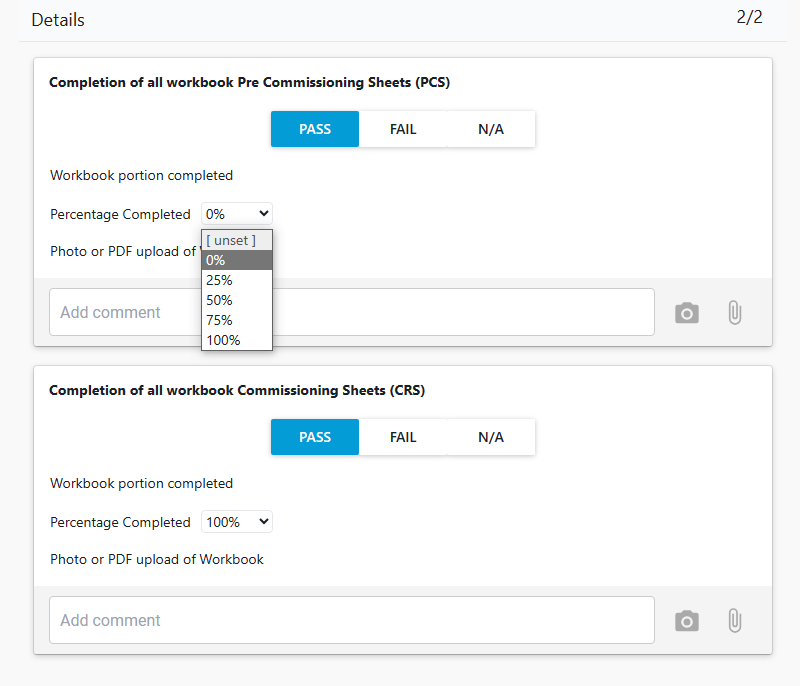 Details 2/2
Completion of all workbook Pre Commissioning Sheets (PCS)
PASS FAIL N/A
Workbook portion completed
Percentage Completed 0%
[ unset ]
Photo or PDF upload of
0%
25%
50%
Add comment
75%
100%
Completion of all workbook Commissioning Sheets (CRS)
PASS FAIL N/A
Workbook portion completed
Percentage Completed 100%
Photo or PDF upload of Workbook
Add comment